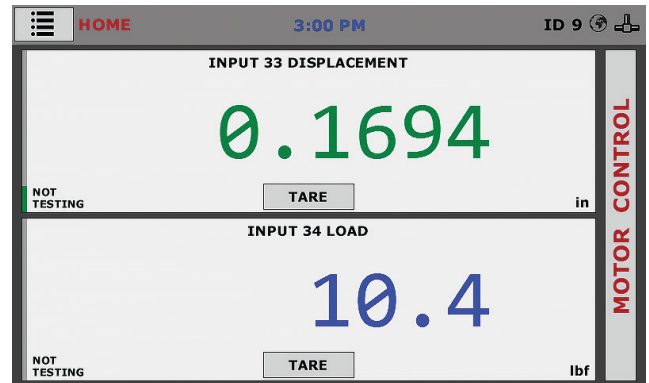 HOME
3:00 PM
ID 9
INPUT 33 DISPLACEMENT
0.1694
NOT
TESTING
TARE
in
INPUT 34 LOAD
10.4
NOT
TESTING
TARE
lbf
MOTOR CONTROL